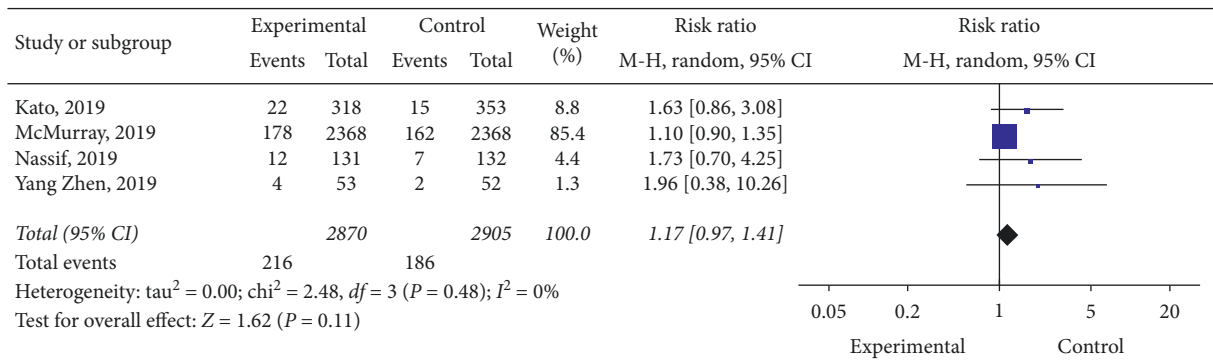 Study or subgroup Experimental Control Weight (%) Risk ratio Risk ratio
Events Total Events Total M-H, random, 95% CI M-H, random, 95% CI
Kato, 2019 22 318 15 353 8.8 1.63 [0.86, 3.08]
McMurray, 2019 178 2368 162 2368 85.4 1.10 [0.90, 1.35]
Nassif, 2019 12 131 7 132 4.4 1.73 [0.70, 4.25]
Yang Zhen, 2019 4 53 2 52 1.3 1.96 [0.38, 10.26]
Total (95% CI) 2870 2905 100.0 1.17 [0.97, 1.41]
Total events 216 186
Heterogeneity: tau² = 0.00; chi² = 2.48, df = 3 (P = 0.48); I² = 0%
Test for overall effect: Z = 1.62 (P = 0.11)
0.05 0.2 1 5 20
Experimental Control